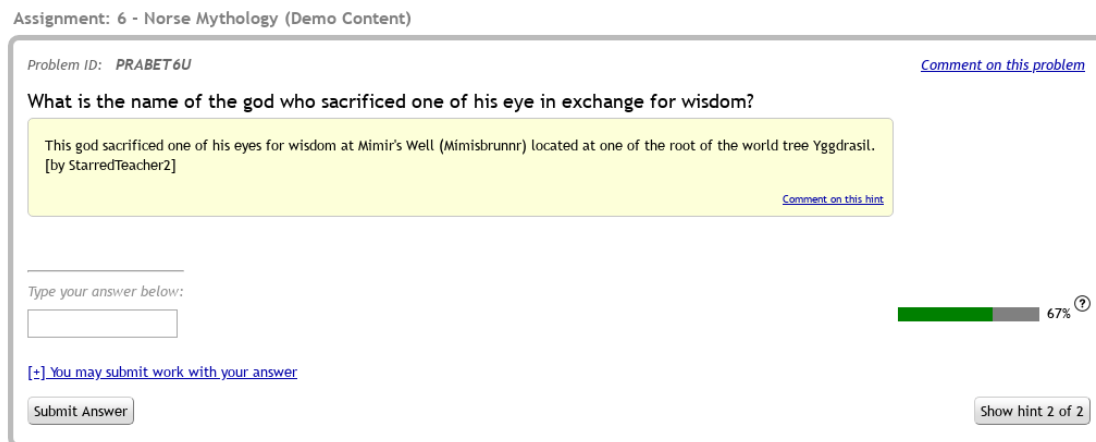 Assignment: 6 - Norse Mythology (Demo Content)
Problem ID: PRABET6U
Comment on this problem
What is the name of the god who sacrificed one of his eye in exchange for wisdom?
This god sacrificed one of his eyes for wisdom at Mimir's Well (Mímisbrunnr) located at one of the root of the world tree Yggdrasil.
[by StarredTeacher2]
Comment on this hint
Type your answer below:
67% ?
[+] You may submit work with your answer
Submit Answer
Show hint 2 of 2